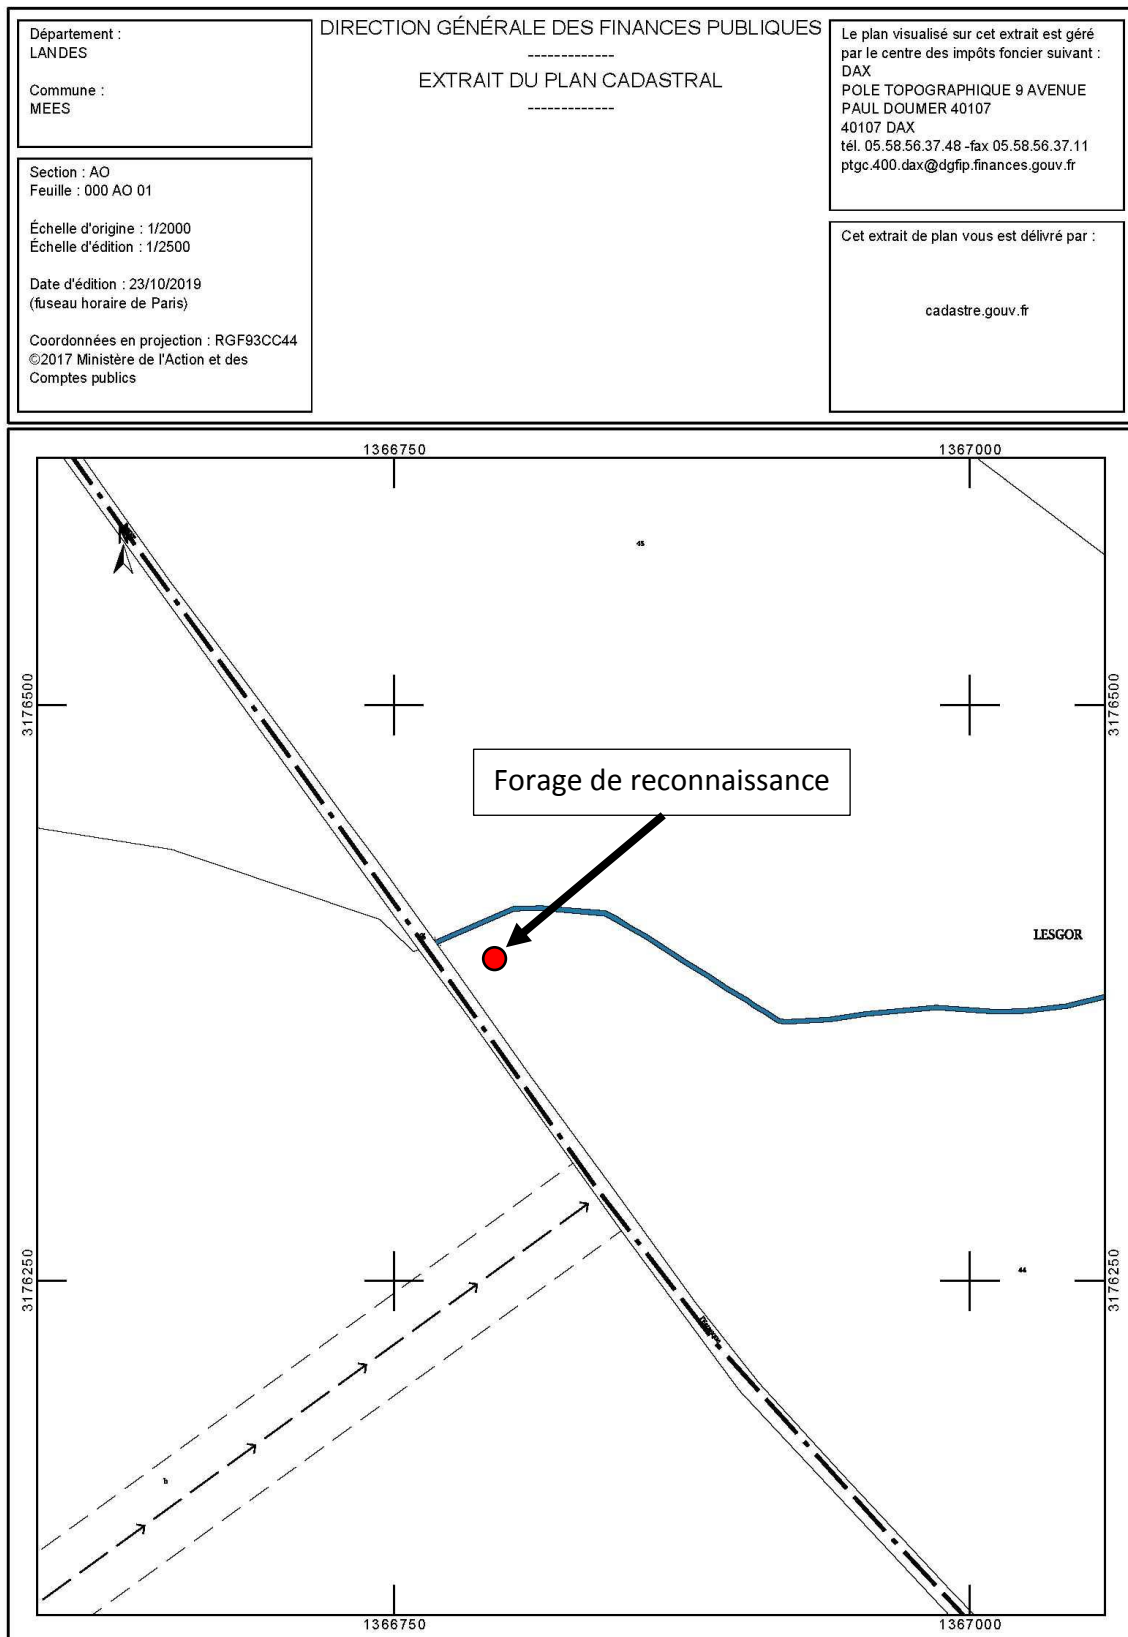 Département :
LANDES
Commune :
MEES
Section : AO
Feuille : 000 AO 01
Échelle d'origine : 1/2000
Échelle d'édition : 1/2500
Date d'édition : 23/10/2019
(fuseau horaire de Paris)
Coordonnées en projection : RGF93CC44
©2017 Ministère de l'Action et des
Comptes publics
DIRECTION GÉNÉRALE DES FINANCES PUBLIQUES
-------------
EXTRAIT DU PLAN CADASTRAL
-------------
Le plan visualisé sur cet extrait est géré
par le centre des impôts foncier suivant :
DAX
POLE TOPOGRAPHIQUE 9 AVENUE
PAUL DOUMER 40107
40107 DAX
tél. 05.58.56.37.48 -fax 05.58.56.37.11
ptgc.400.dax@dgfip.finances.gouv.fr
Cet extrait de plan vous est délivré par :
cadastre.gouv.fr
1366750
1367000
N
45
3176500
3176500
Forage de reconnaissance
LESGOR
3176250
3176250
44
b
1366750
1367000